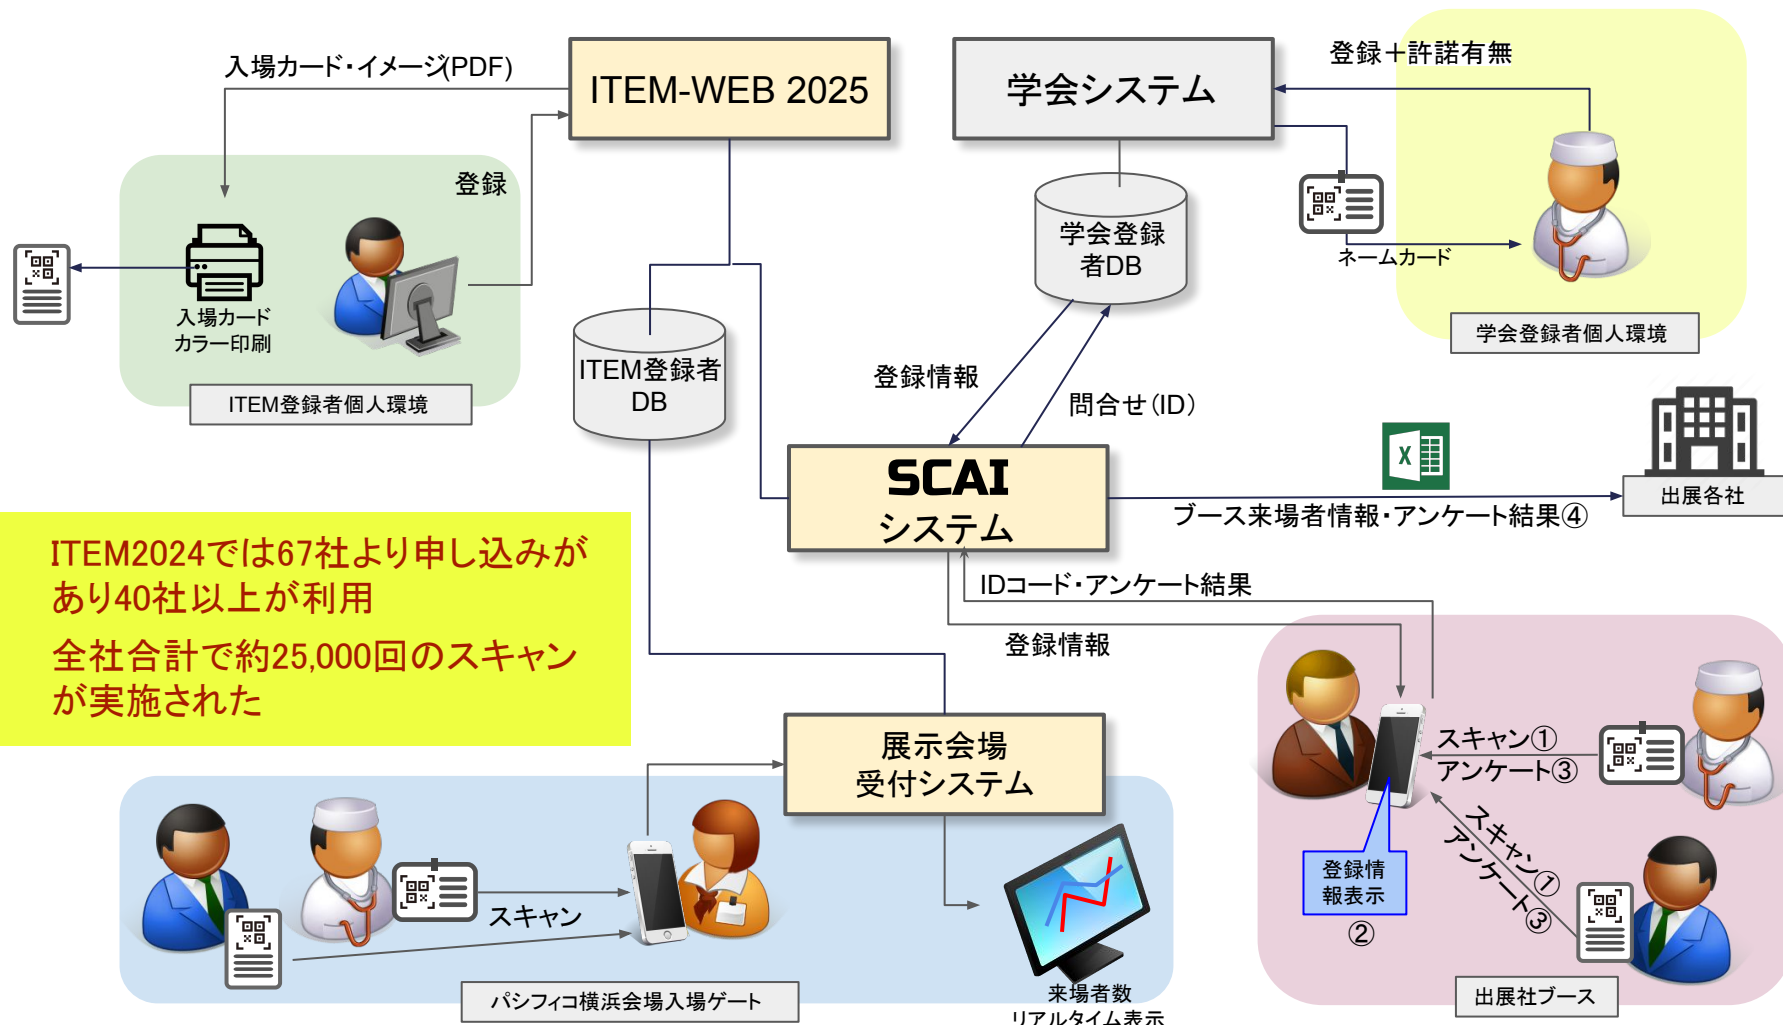 入場カード・イメージ(PDF)
ITEM-WEB 2025
学会システム
登録＋許諾有無
登録
入場カード
カラー印刷
ITEM登録者個人環境
学会登録
者DB
ネームカード
学会登録者個人環境
ITEM登録者
DB
登録情報
問合せ（ID）
SCAI
システム
X
ブース来場者情報・アンケート結果④
出展各社
ITEM2024では67社より申し込みが
あり40社以上が利用
全社合計で約25,000回のスキャン
が実施された
IDコード・アンケート結果
登録情報
展示会場
受付システム
スキャン
パシフィコ横浜会場入場ゲート
来場者数
リアルタイム表示
スキャン①
アンケート③
スキャン①
アンケート③
登録情
報表示
②
出展社ブース